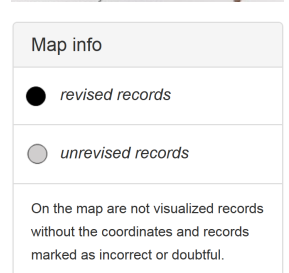 Map info
revised records
unrevised records
On the map are not visualized records
without the coordinates and records
marked as incorrect or doubtful.